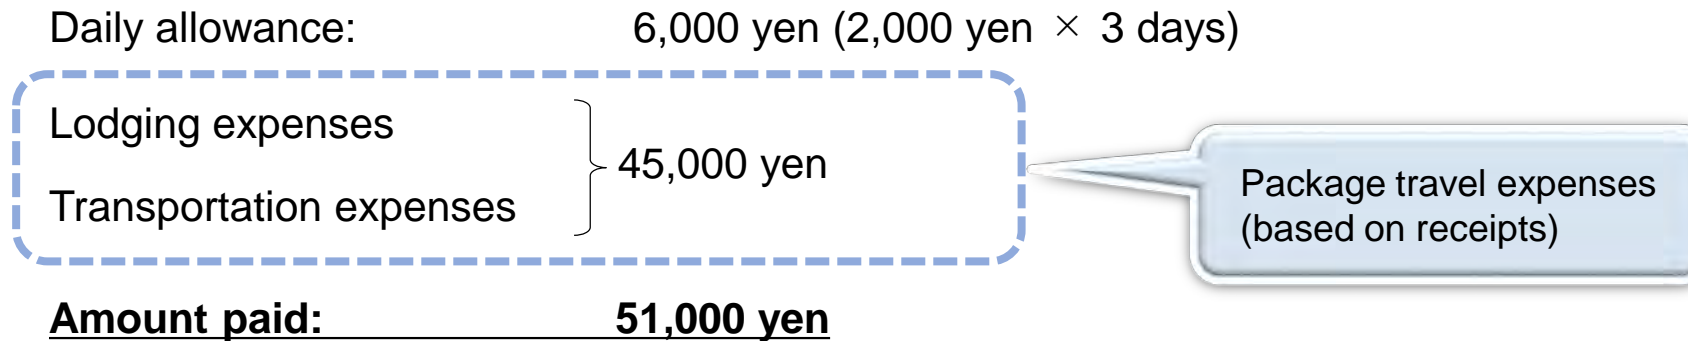 Daily allowance: 6,000 yen (2,000 yen × 3 days)
Lodging expenses
45,000 yen
Transportation expenses
Package travel expenses
(based on receipts)
Amount paid: 51,000 yen